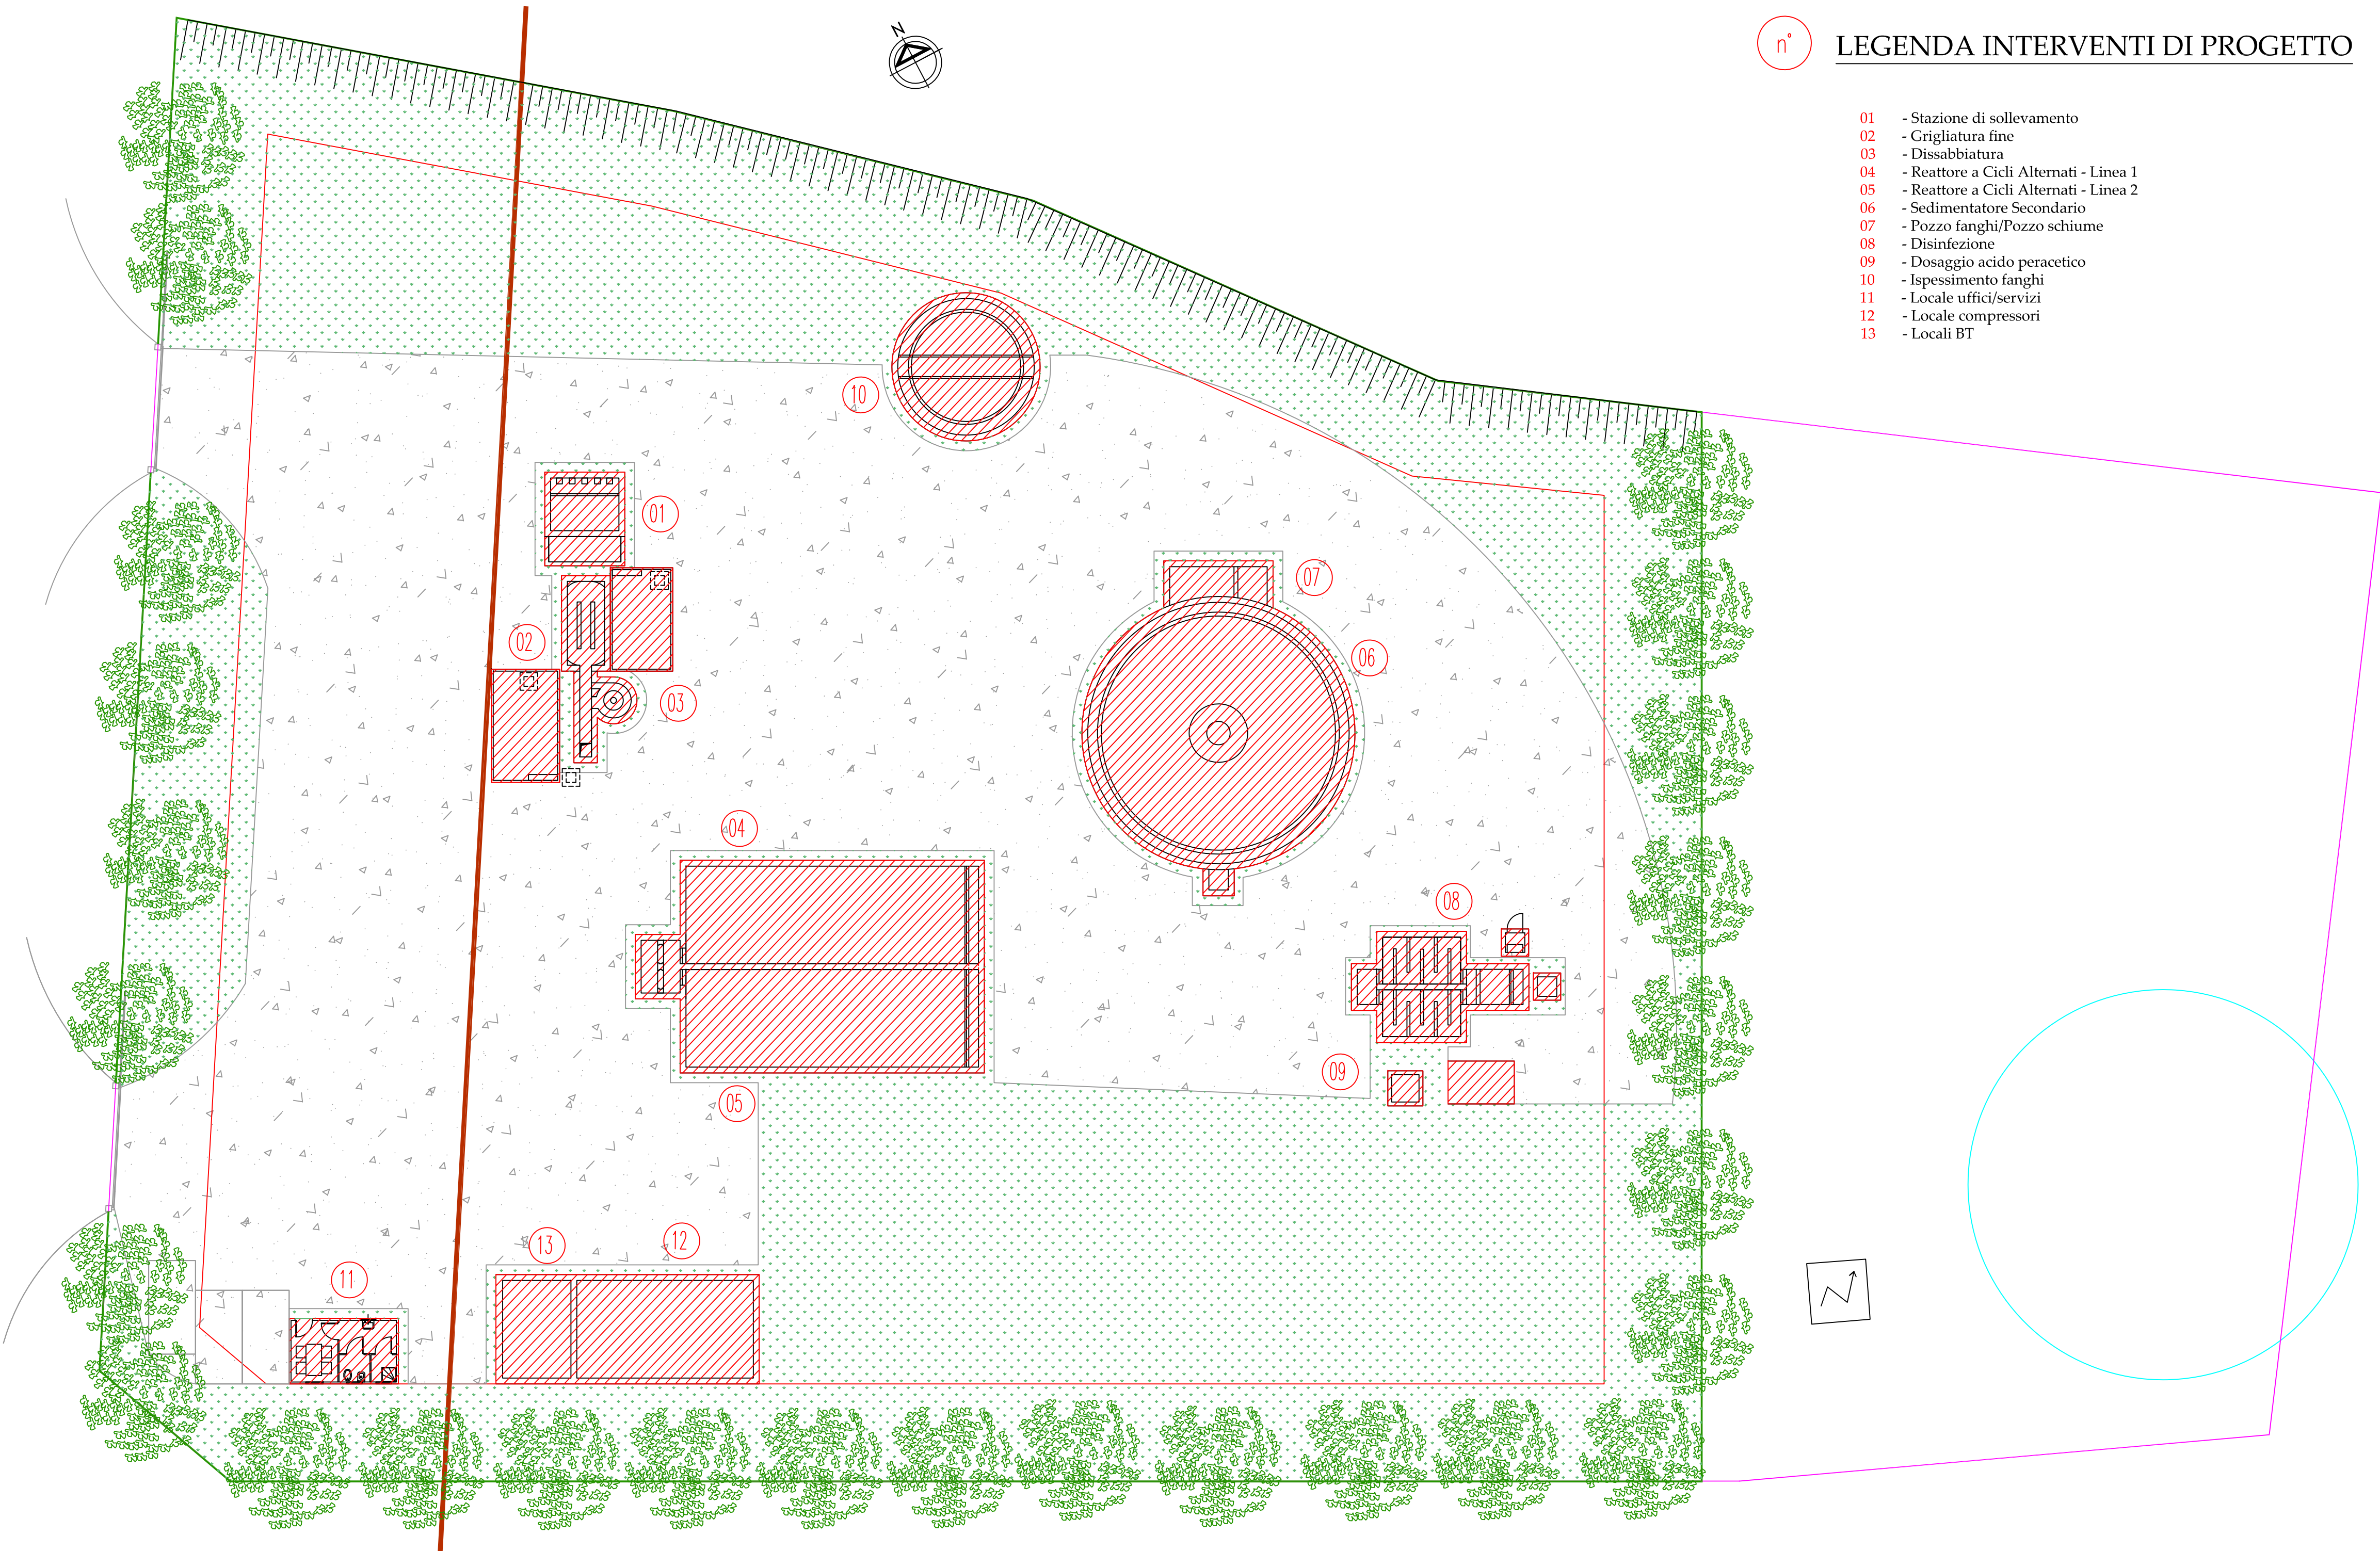 N
n°
LEGENDA INTERVENTI DI PROGETTO
01 - Stazione di sollevamento
02 - Grigliatura fine
03 - Dissabbiatura
04 - Reattore a Cicli Alternati - Linea 1
05 - Reattore a Cicli Alternati - Linea 2
06 - Sedimentatore Secondario
07 - Pozzo fanghi/Pozzo schiume
08 - Disinfezione
09 - Dosaggio acido peracetico
10 - Ispessimento fanghi
11 - Locale uffici/servizi
12 - Locale compressori
13 - Locali BT
10
01
07
02
06
03
04
08
09
05
13
12
11